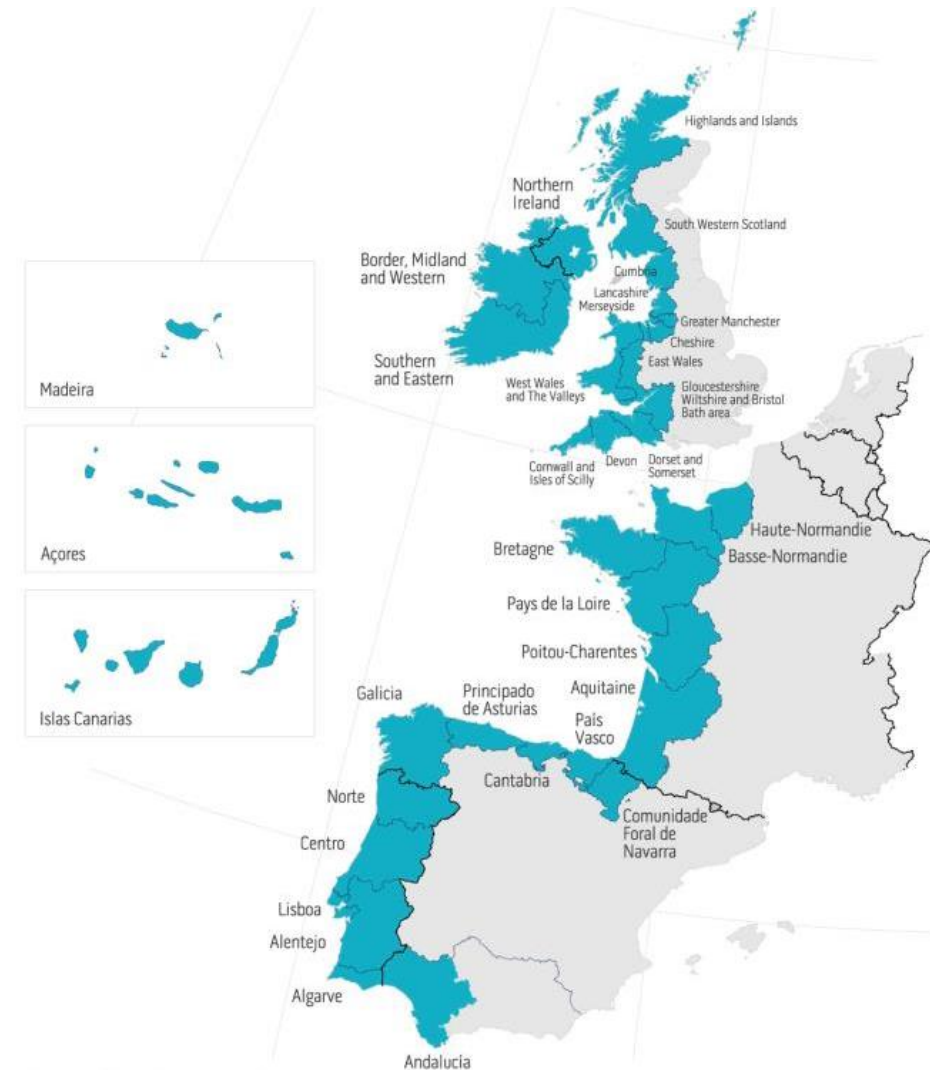 Highlands and Islands
Northern
Ireland
South Western Scotland
Border, Midland
and Western
Cumbria
Lancashire
Merseyside
Greater Manchester
Cheshire
East Wales
Southern
and Eastern
West Wales
and The Valleys
Gloucestershire
Wiltshire and Bristol
Bath area
Cornwall and
Isles of Scilly
Devon
Dorset and
Somerset
Madeira
Açores
Islas Canarias
Haute-Normandie
Basse-Normandie
Bretagne
Pays de la Loire
Poitou-Charentes
Aquitaine
Galicia
Principado
de Asturias
País
Vasco
Cantabria
Comunidade
Foral de
Navarra
Norte
Centro
Lisboa
Alentejo
Algarve
Andalucía